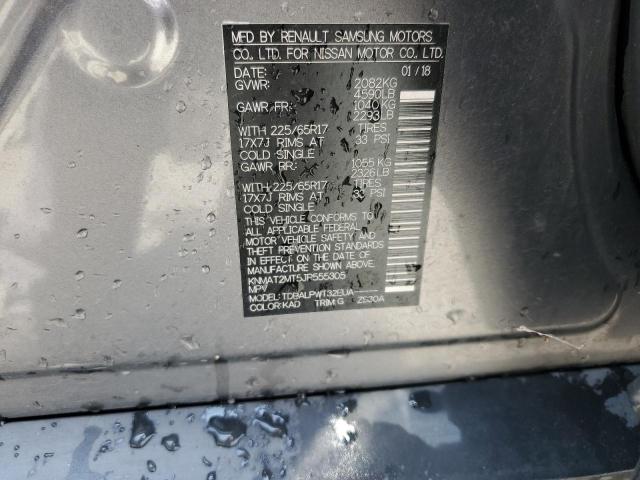 MFD BY RENAULT SAMSUNG MOTORS
CO., LTD. FOR NISSAN MOTOR CO., LTD.
DATE: 01/18
GVWR: 2082KG
4590LB
GAWR FR: 1040 KG
2293LB
WITH 225/65R17 TIRES
17X7J RIMS AT 33 PSI
COLD SINGLE
GAWR RR: 1055 KG
2326LB
WITH 225/65R17 TIRES
17X7J RIMS AT 33 PSI
COLD SINGLE
THIS VEHICLE CONFORMS TO
ALL APPLICABLE FEDERAL
MOTOR VEHICLE SAFETY AND
THEFT PREVENTION STANDARDS
IN EFFECT ON THE DATE OF
MANUFACTURE SHOWN ABOVE.
KNMAT2MT5JP555305
MPV
MODEL: TDBALPWT32EUA-----
COLOR:KAD TRIM:G ZS30A